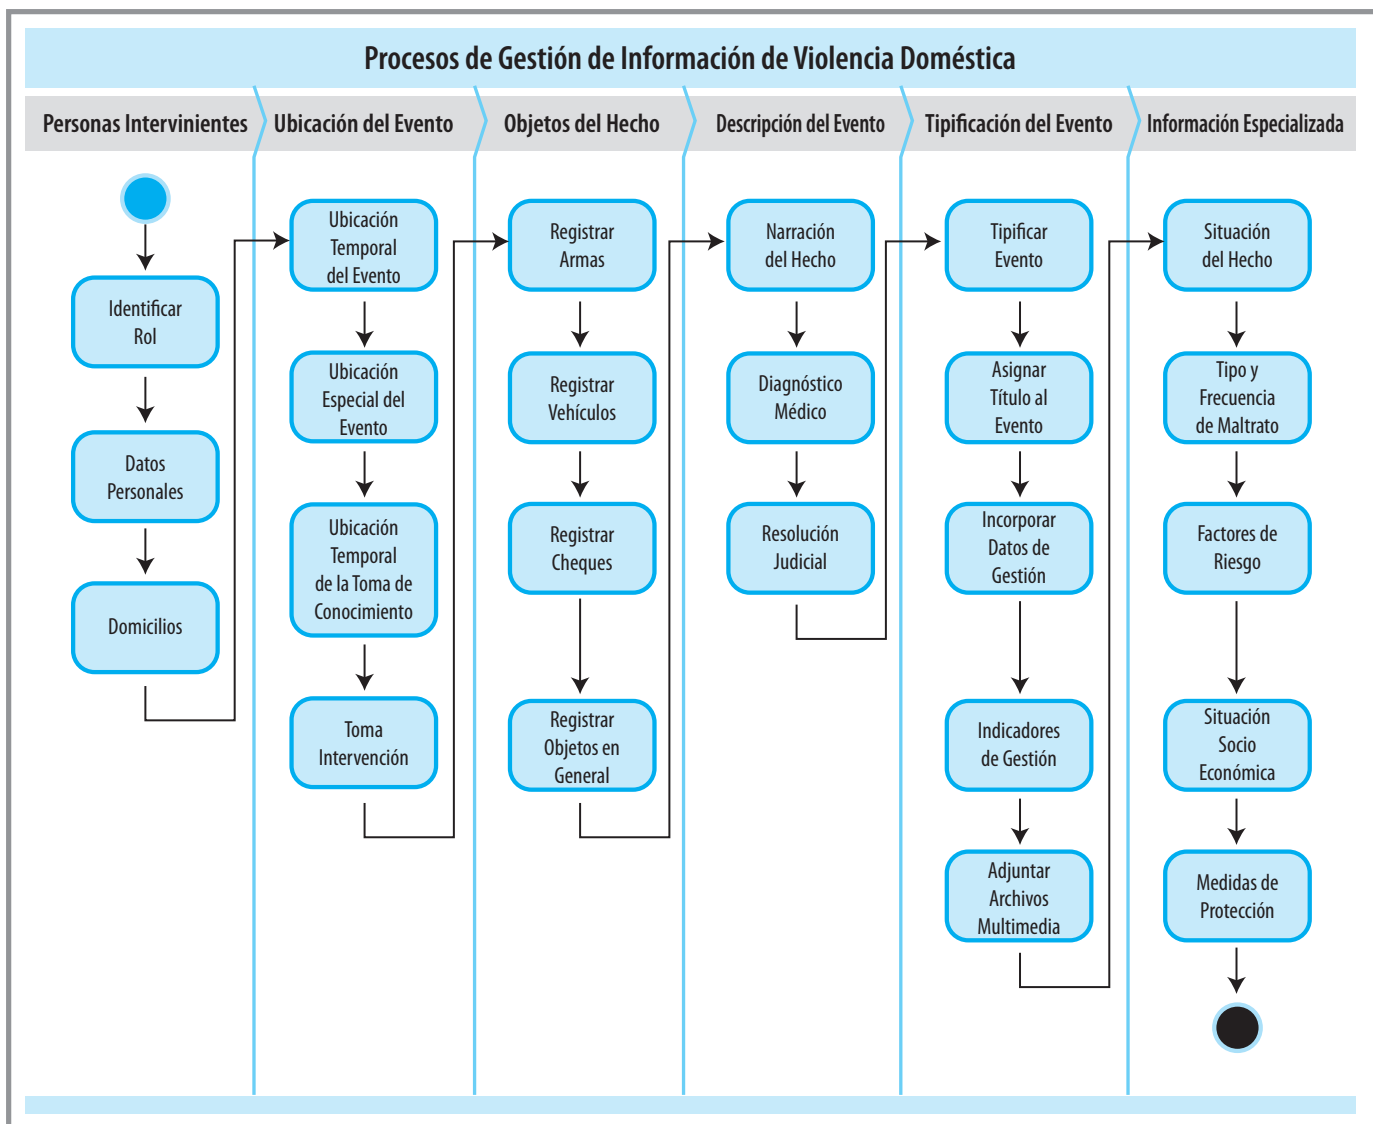 Procesos de Gestión de Información de Violencia Doméstica
Personas Intervinientes
Ubicación del Evento
Objetos del Hecho
Descripción del Evento
Tipificación del Evento
Información Especializada
Identificar
Rol
Datos
Personales
Domicilios
Ubicación
Temporal
del Evento
Ubicación
Especial del
Evento
Ubicación
Temporal
de la Toma de
Conocimiento
Toma
Intervención
Registrar
Armas
Registrar
Vehículos
Registrar
Cheques
Registrar
Objetos en
General
Narración
del Hecho
Diagnóstico
Médico
Resolución
Judicial
Tipificar
Evento
Asignar
Título al
Evento
Incorporar
Datos de
Gestión
Indicadores
de Gestión
Adjuntar
Archivos
Multimedia
Situación
del Hecho
Tipo y
Frecuencia
de Maltrato
Factores de
Riesgo
Situación
Socio
Económica
Medidas de
Protección